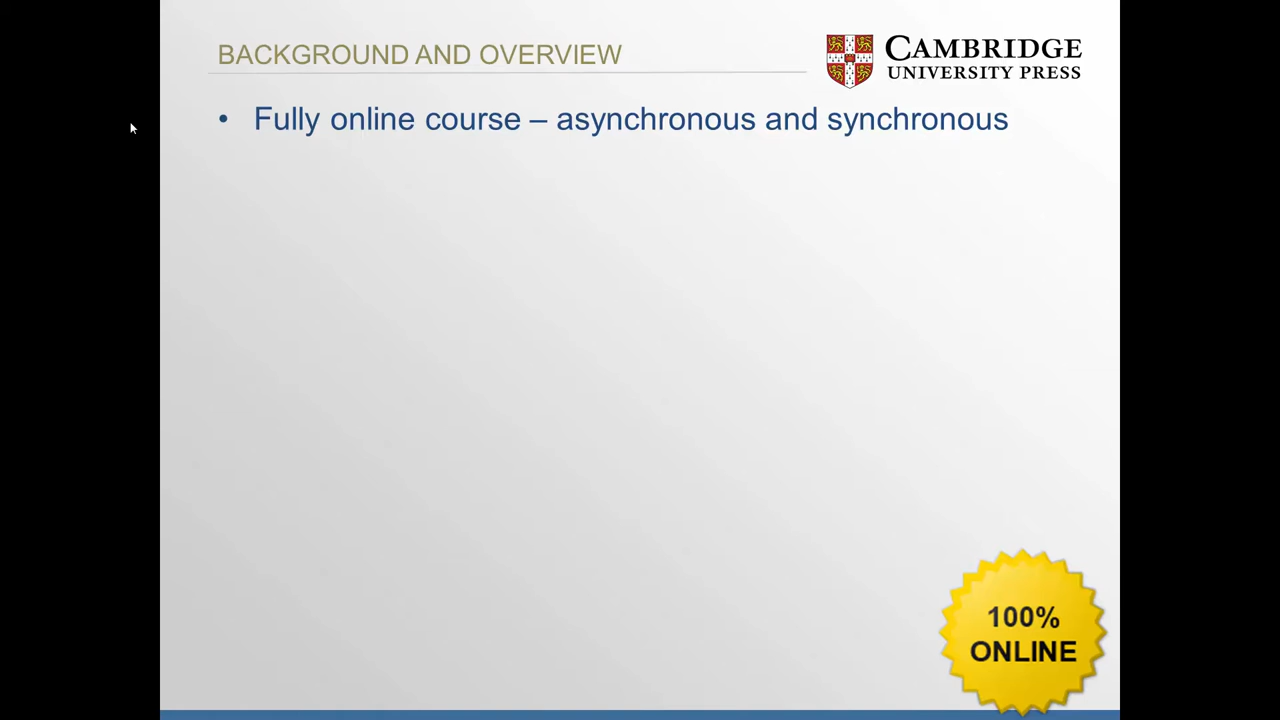 BACKGROUND AND OVERVIEW
CAMBRIDGE
UNIVERSITY PRESS
• Fully online course – asynchronous and synchronous
100%
ONLINE